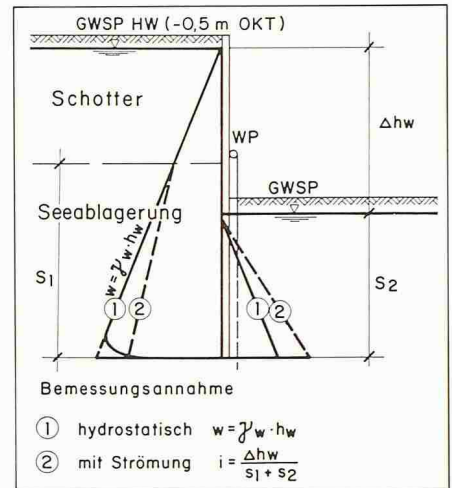 GWSP HW (-0,5 m OKT)
Schotter
Δhw
WP
GWSP
Seeablagerung
S1
w=γw·hw
S2
1
2
1
2
Bemessungsannahme
1 hydrostatisch w=γw·hw
2 mit Strömung i=Δhw/s1+s2